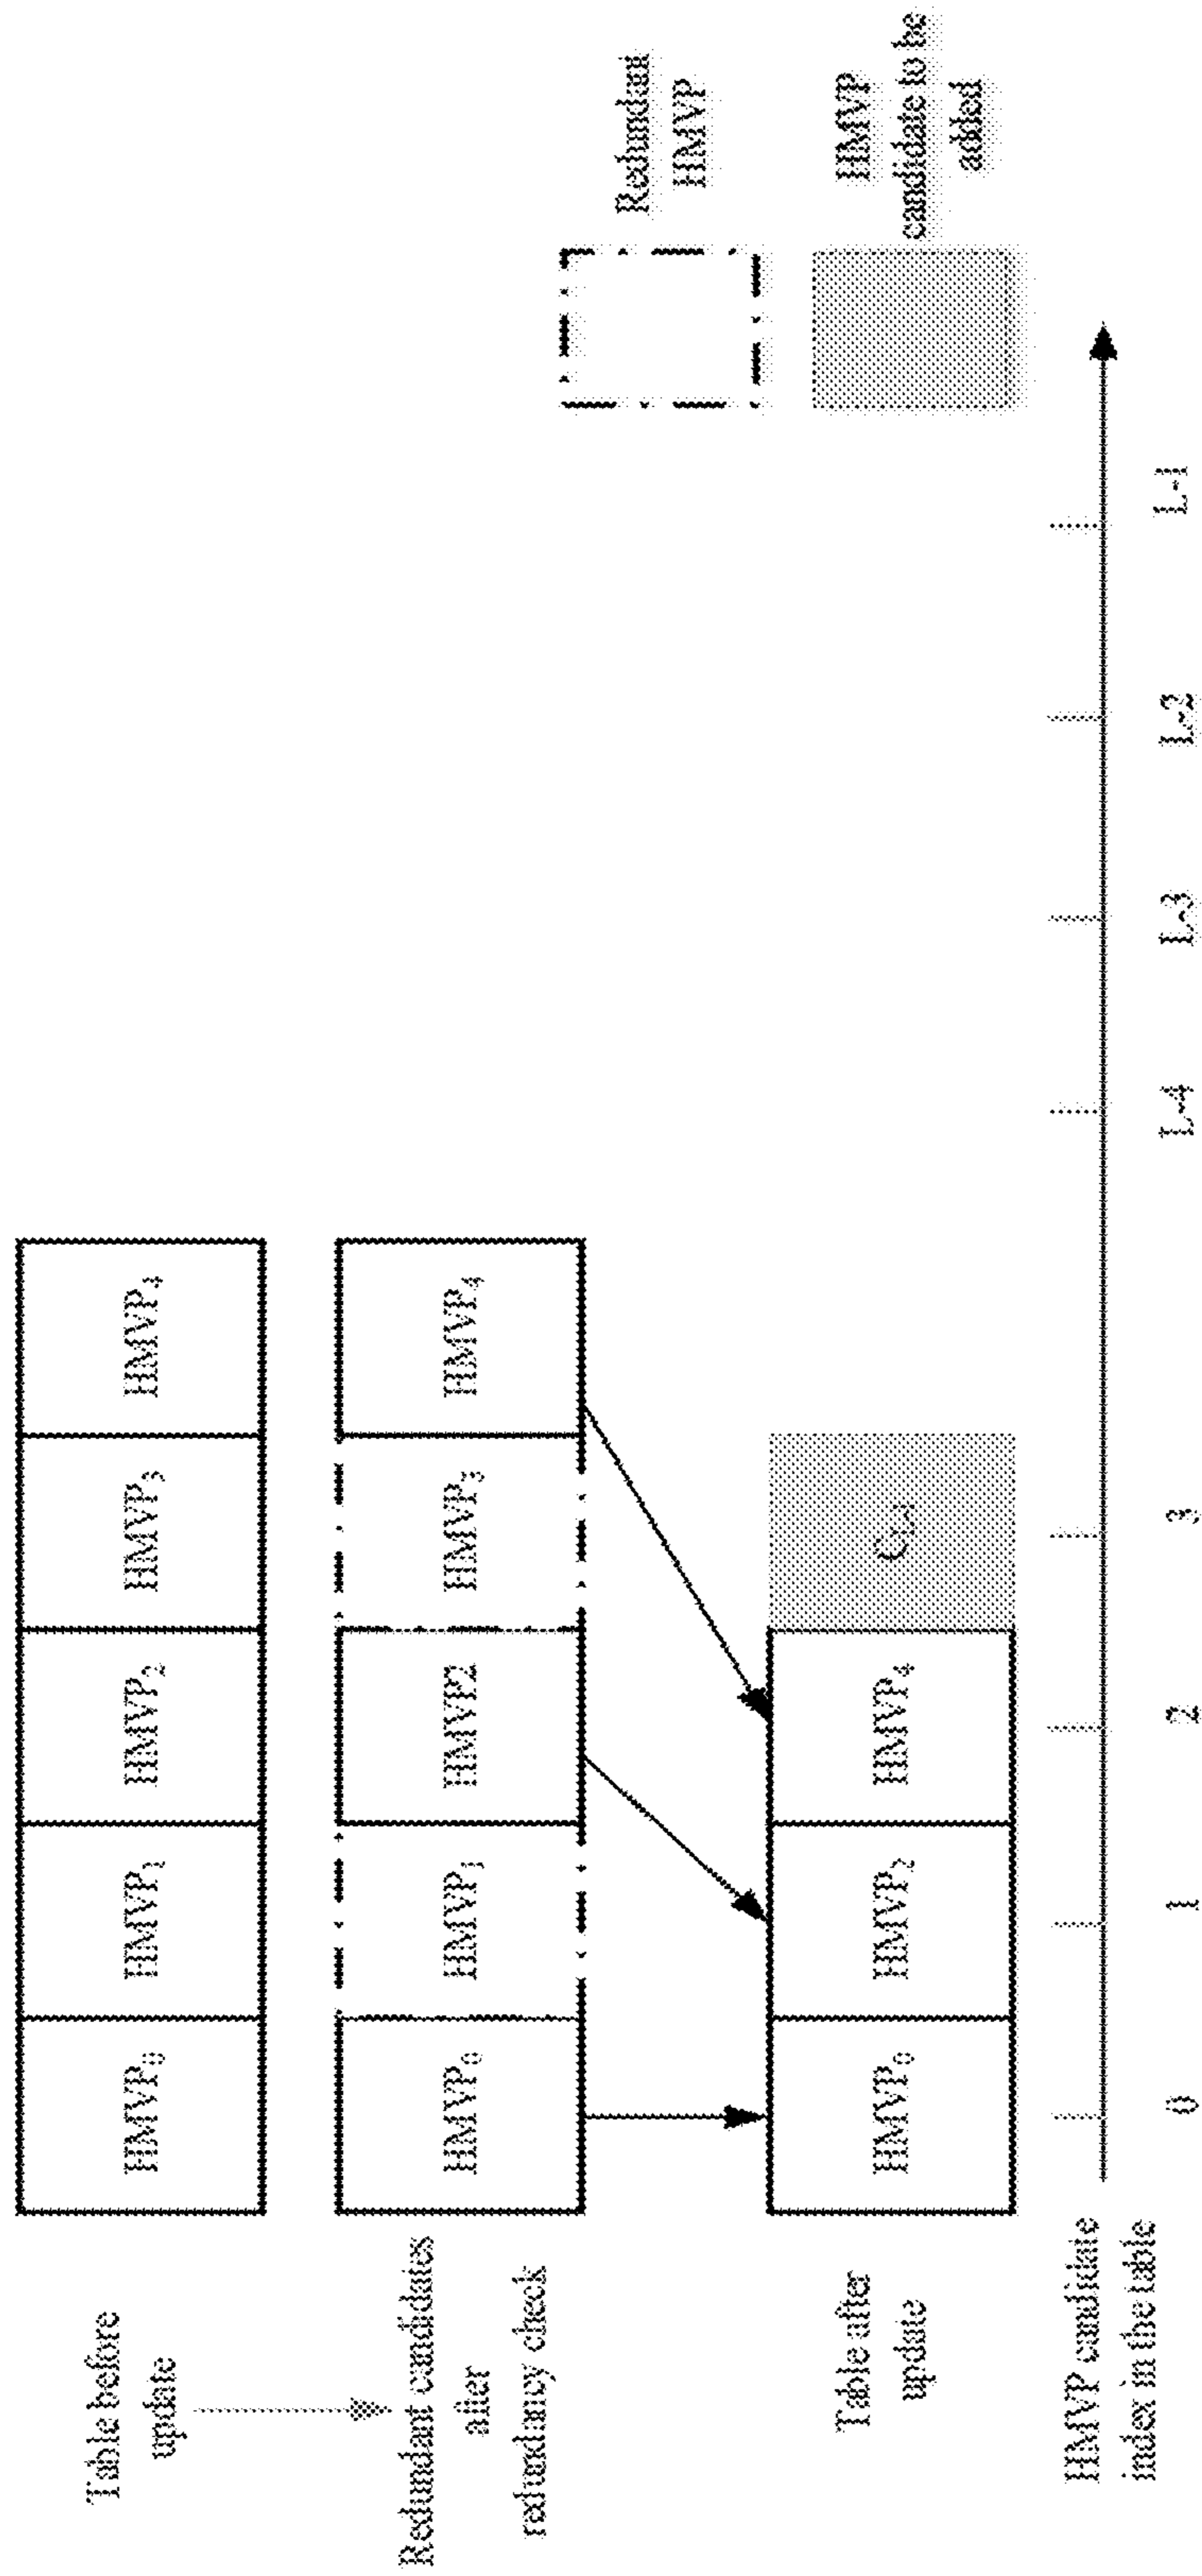 Table before
update
HMVP₀
HMVP₁
HMVP₂
HMVP₃
HMVP₄
Redundant candidates
after
redundancy check
HMVP₀
HMVP₁
HMVP2
HMVP₃
HMVP₄
Redundant
HMVP
Table after
update
HMVP₀
HMVP₂
HMVP₄
HMVP
candidate to be
added
HMVP candidate
index in the table
0
1
2
3
L-4
L-3
L-2
L-1